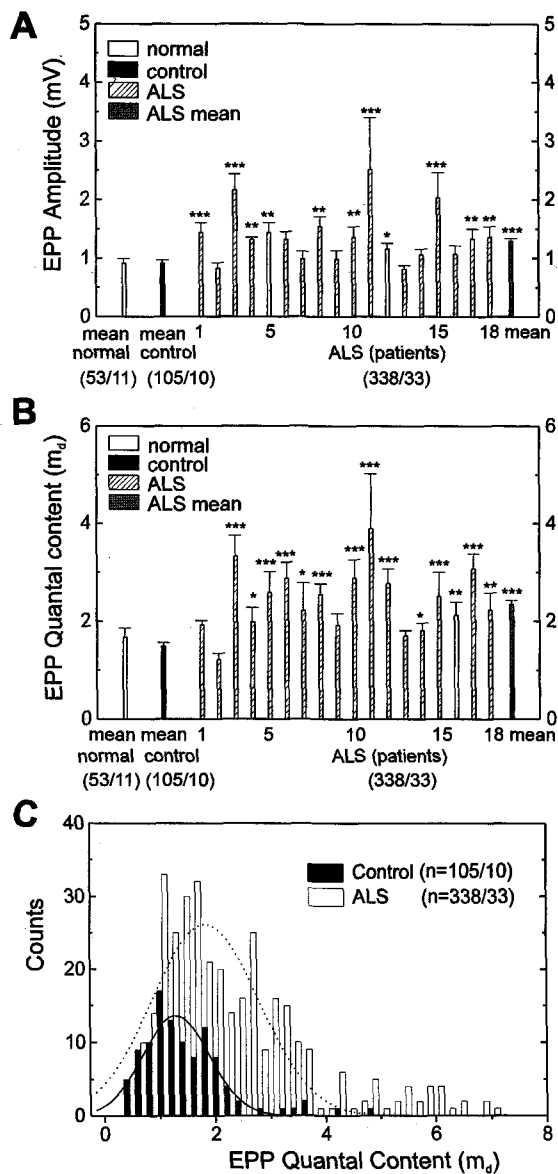 A
EPP Amplitude (mV)
5
4
3
2
1
0
5
4
3
2
1
0
normal
control
ALS
ALS mean
***
***
**
**
**
**
***
*
***
**
**
***
mean normal
mean control
1
5
10
15
18 mean
ALS (patients)
(53/11)
(105/10)
(338/33)
B
EPP Quantal content (m_d)
6
4
2
0
6
4
2
0
normal
control
ALS
ALS mean
***
*
***
***
*
***
***
***
***
*
***
**
***
**
***
mean normal
mean control
1
5
10
15
18 mean
ALS (patients)
(53/11)
(105/10)
(338/33)
C
Counts
40
30
20
10
0
Control (n=105/10)
ALS (n=338/33)
0
2
4
6
8
EPP Quantal Content (m_d)